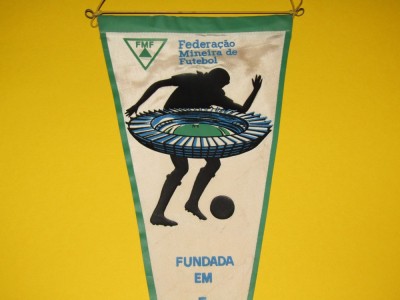 FMF
Federação
Mineira de
Futebol
FUNDADA
EM